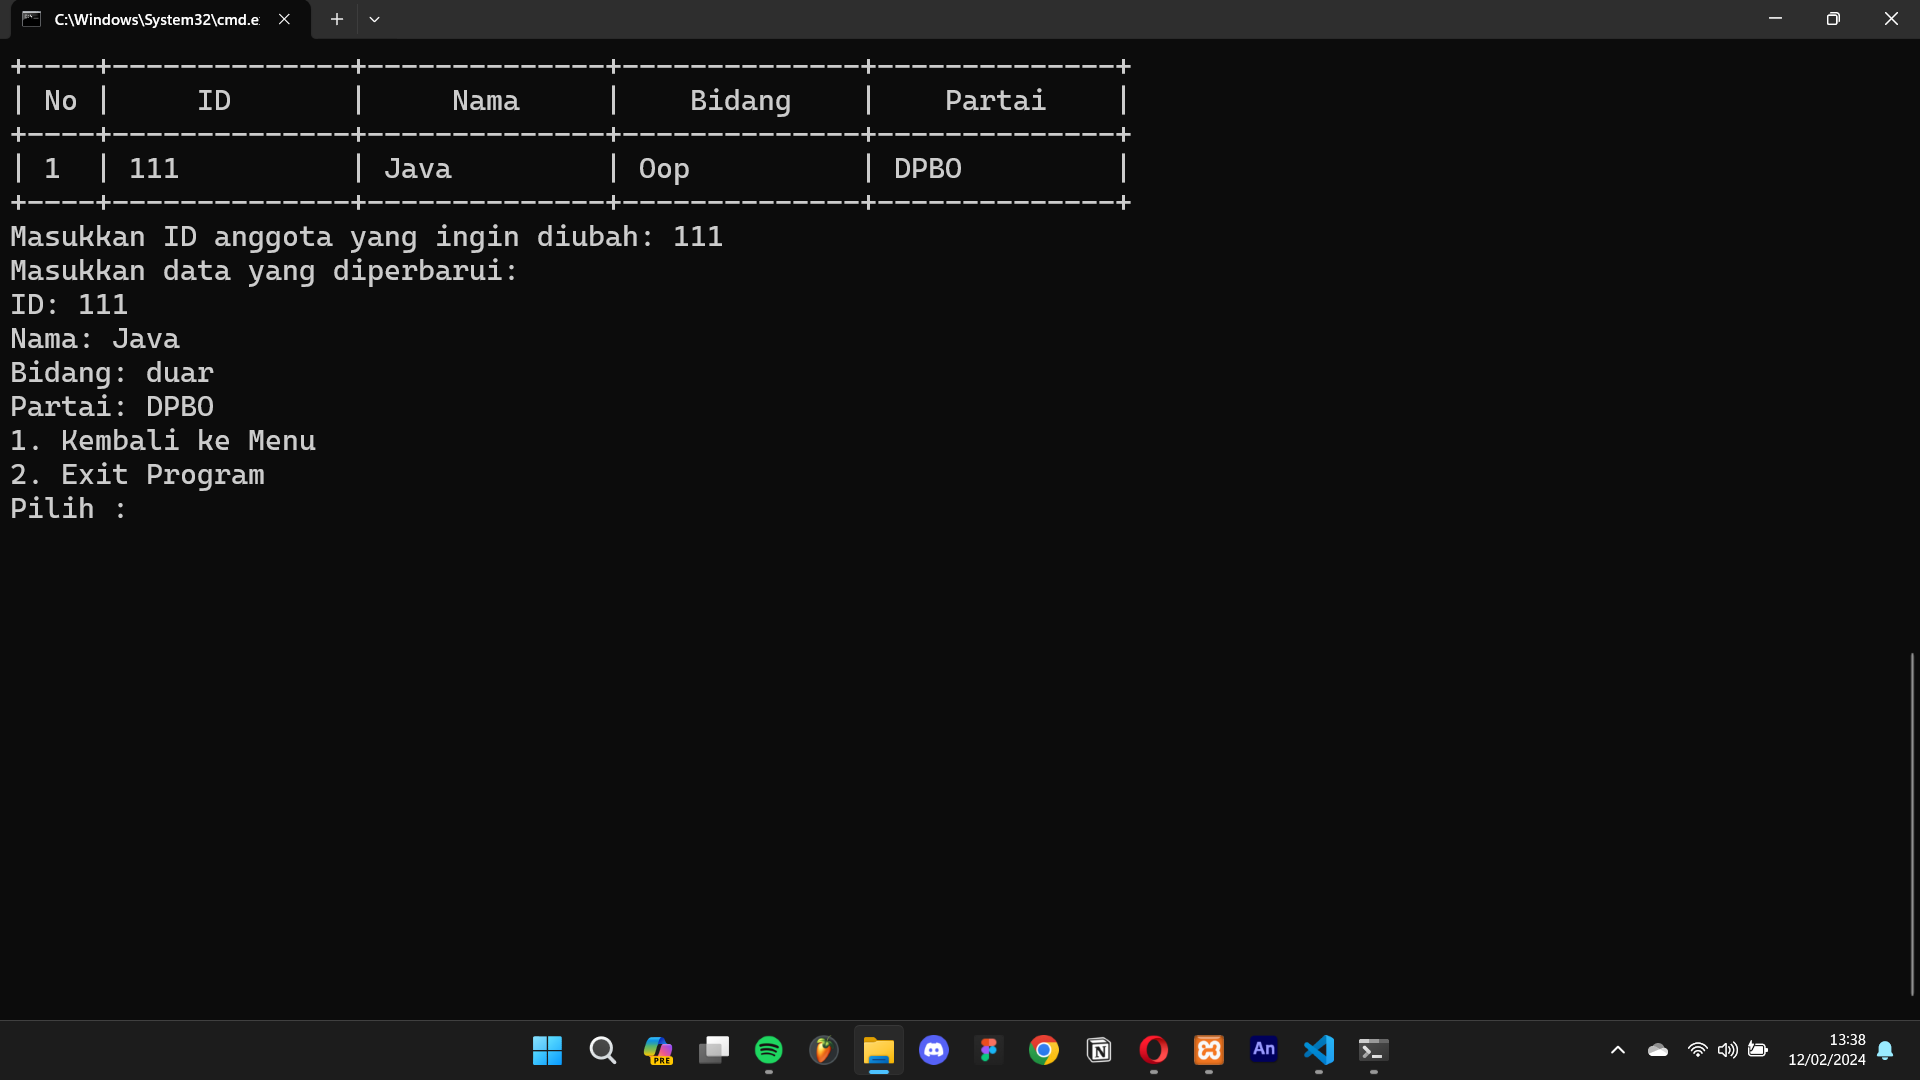 C:\Windows\System32\cmd.e
+----+--------------+--------------+--------------+--------------+
| No |     ID       |     Nama     |    Bidang    |    Partai    |
+----+--------------+--------------+--------------+--------------+
| 1  | 111          | Java         | Oop          | DPBO         |
+----+--------------+--------------+--------------+--------------+
Masukkan ID anggota yang ingin diubah: 111
Masukkan data yang diperbarui:
ID: 111
Nama: Java
Bidang: duar
Partai: DPBO
1. Kembali ke Menu
2. Exit Program
Pilih :
PRE
An
13:38
12/02/2024